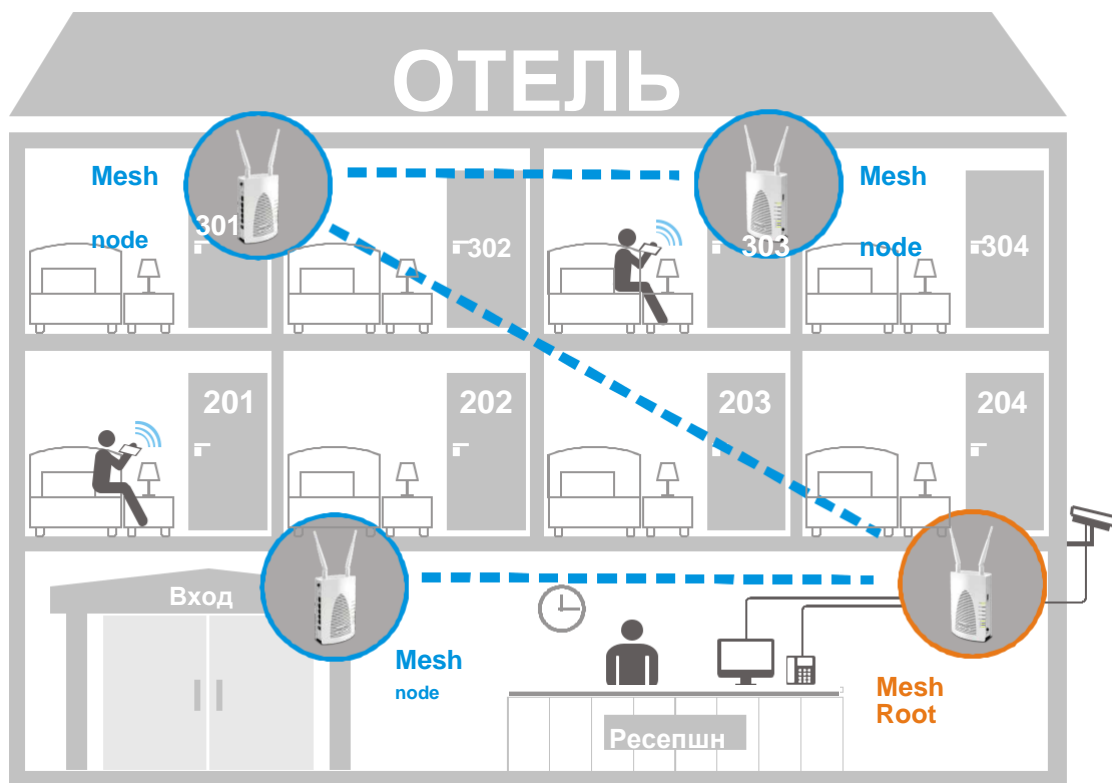 ОТЕЛЬ
Mesh
node
301
302
303
Mesh
node
304
201
202
203
204
Вход
Mesh
node
Mesh
Root
Ресепшн